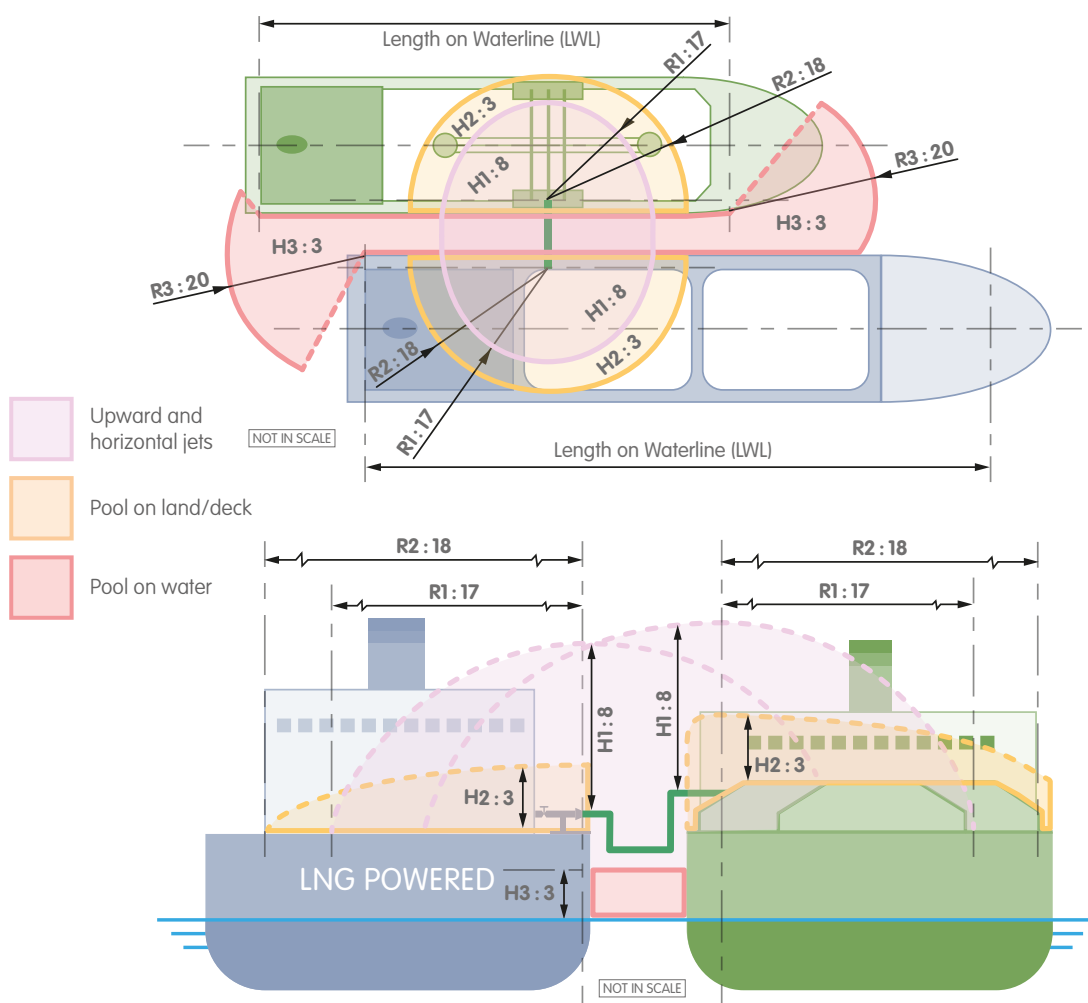 Length on Waterline (LWL)
R1:17
R2:18
H2:3
H1:8
R3:20
H3:3
H3:3
R3:20
H1:8
H2:3
R2:18
R1:17
Upward and
horizontal jets
NOT IN SCALE
Length on Waterline (LWL)
Pool on land/deck
Pool on water
R2:18
R2:18
R1:17
R1:17
H1:8
H1:8
H2:3
H2:3
LNG POWERED
H3:3
NOT IN SCALE